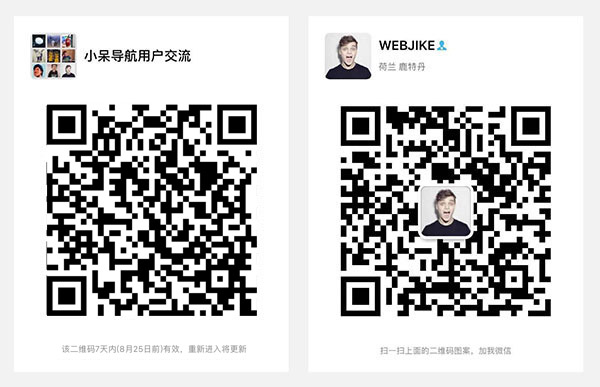 小呆导航用户交流
该二维码7天内(8月25日前)有效，重新进入将更新
WEBJIKE
荷兰 鹿特丹
扫一扫上面的二维码图案，加我微信